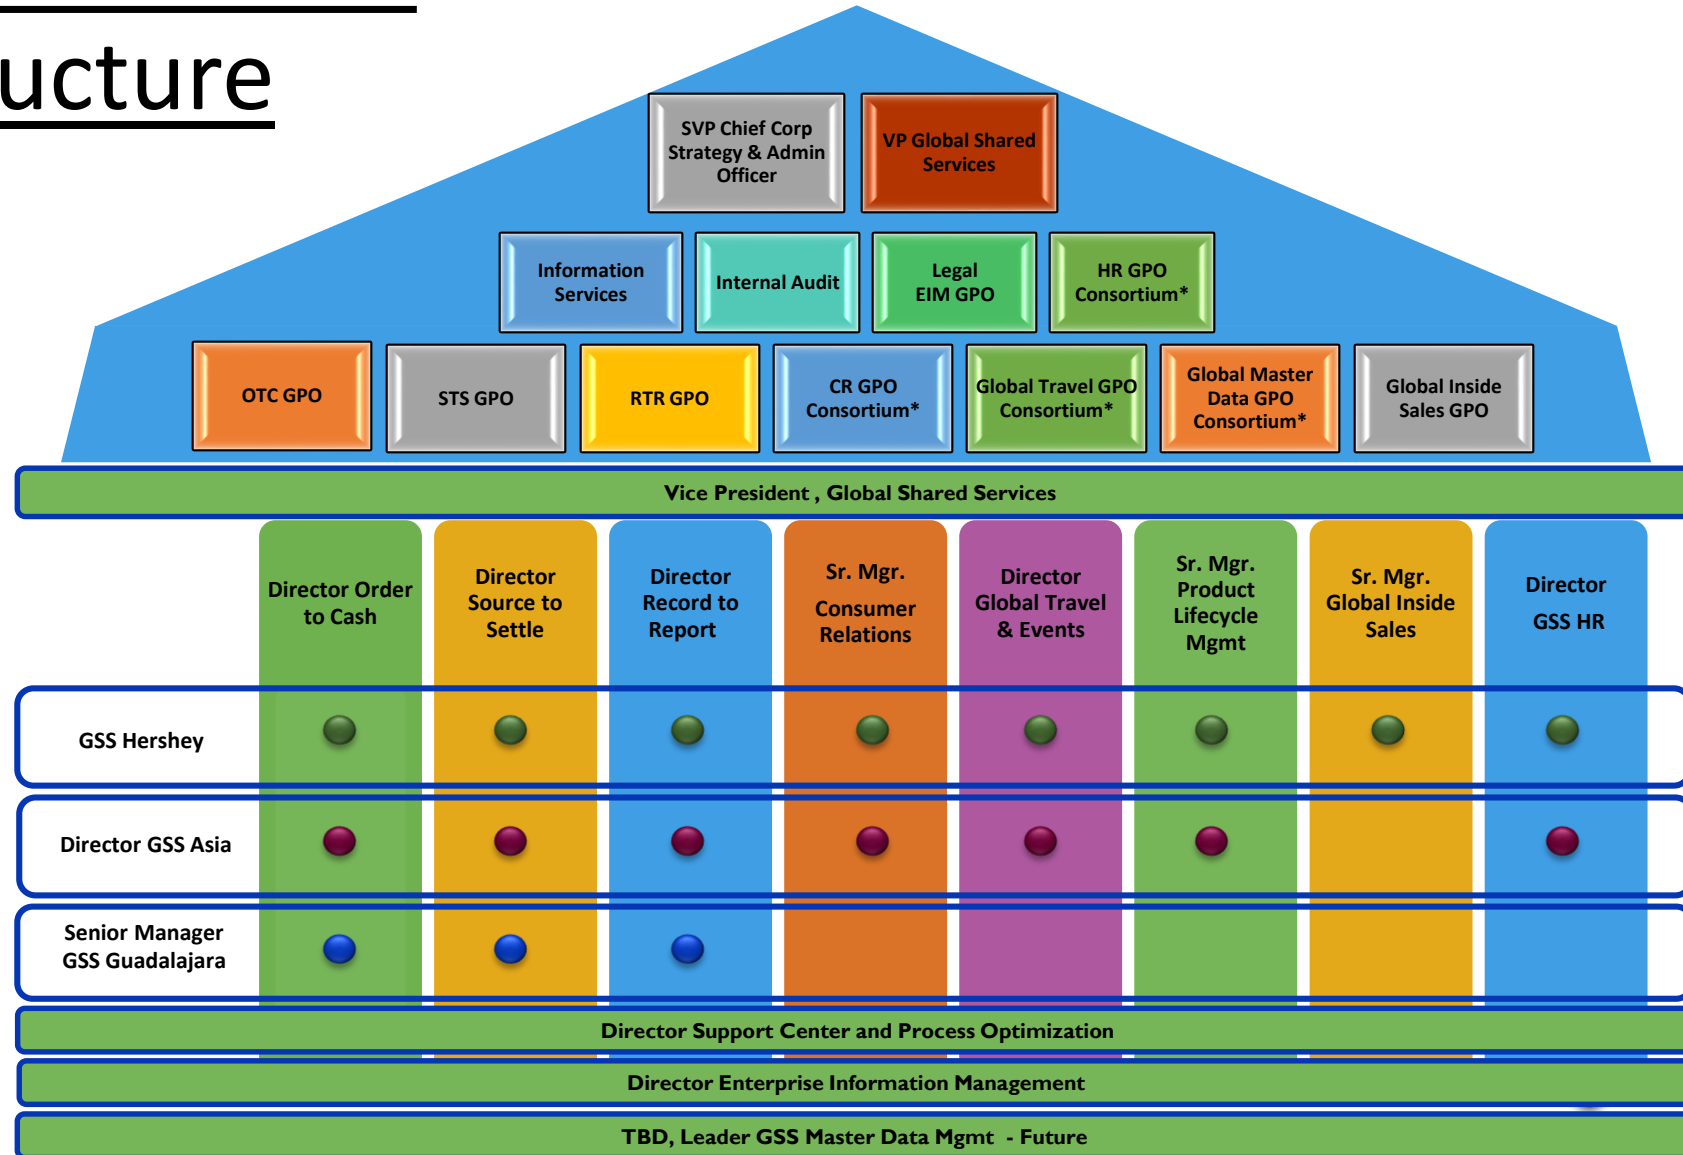 ucture
SVP Chief Corp
Strategy & Admin
Officer
VP Global Shared
Services
Information
Services
Internal Audit
Legal
EIM GPO
HR GPO
Consortium*
OTC GPO
STS GPO
RTR GPO
CR GPO
Consortium*
Global Travel GPO
Consortium*
Global Master
Data GPO
Consortium*
Global Inside
Sales GPO
Vice President , Global Shared Services
Director Order
to Cash
Director
Source to
Settle
Director
Record to
Report
Sr. Mgr.
Consumer
Relations
Director
Global Travel
& Events
Sr. Mgr.
Product
Lifecycle
Mgmt
Sr. Mgr.
Global Inside
Sales
Director
GSS HR
GSS Hershey
Director GSS Asia
Senior Manager
GSS Guadalajara
Director Support Center and Process Optimization
Director Enterprise Information Management
TBD, Leader GSS Master Data Mgmt - Future